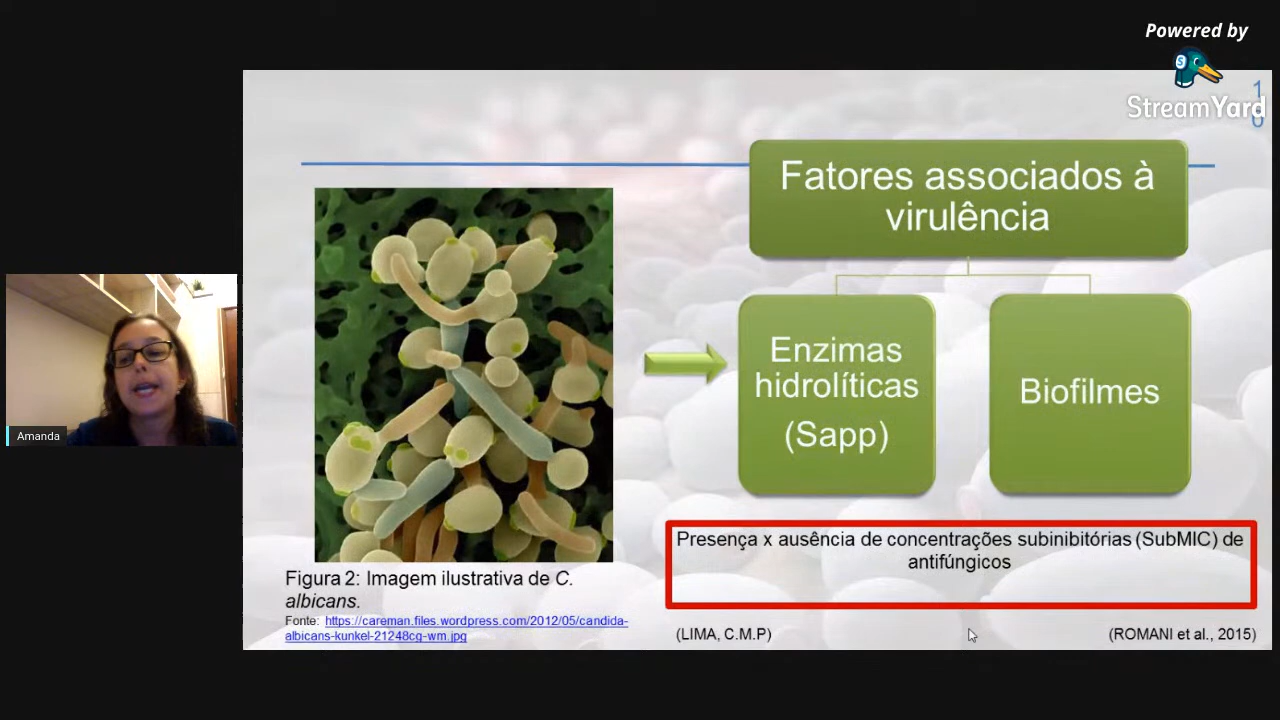 Powered by
StreamYard
16
Fatores associados à
virulência
Enzimas
hidrolíticas
(Sapp)
Biofilmes
Presença x ausência de concentrações subinibitórias (SubMIC) de
antifúngicos
Amanda
Figura 2: Imagem ilustrativa de C.
albicans.
Fonte: https://careman.files.wordpress.com/2012/05/candida-
albicans-kunkel-21248cg-wm.jpg
(LIMA, C.M.P)
(ROMANI et al., 2015)